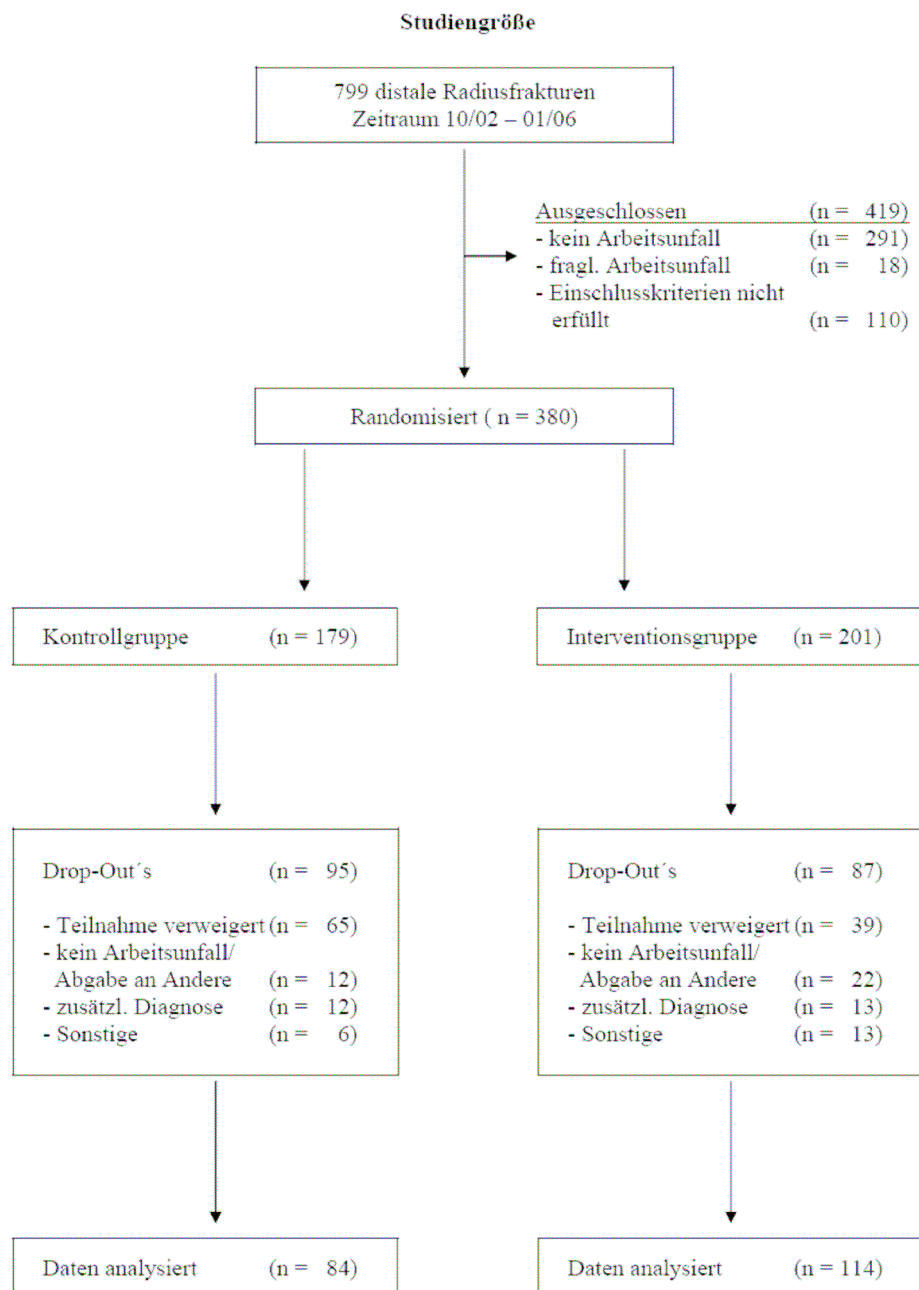 Studiengröße
799 distale Radiusfrakturen
Zeitraum 10/02 – 01/06
Ausgeschlossen (n = 419)
- kein Arbeitsunfall (n = 291)
- fragl. Arbeitsunfall (n = 18)
- Einschlusskriterien nicht
erfüllt (n = 110)
Randomisiert ( n = 380)
Kontrollgruppe (n = 179)
Interventionsgruppe (n = 201)
Drop-Out´s (n = 95)
- Teilnahme verweigert (n = 65)
- kein Arbeitsunfall/
Abgabe an Andere (n = 12)
- zusätzl. Diagnose (n = 12)
- Sonstige (n = 6)
Drop-Out´s (n = 87)
- Teilnahme verweigert (n = 39)
- kein Arbeitsunfall/
Abgabe an Andere (n = 22)
- zusätzl. Diagnose (n = 13)
- Sonstige (n = 13)
Daten analysiert (n = 84)
Daten analysiert (n = 114)